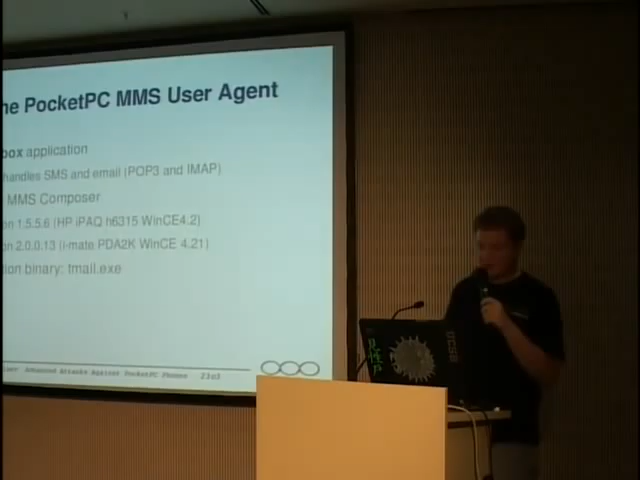 he PocketPC MMS User Agent
box application
handles SMS and email (POP3 and IMAP)
MMS Composer
on 1.5.5.6 (HP iPAQ h6315 WinCE4.2)
on 2.0.0.13 (i-mate PDA2K WinCE 4.21)
tion binary: tmail.exe
Advanced Attacks Against PocketPC Phones